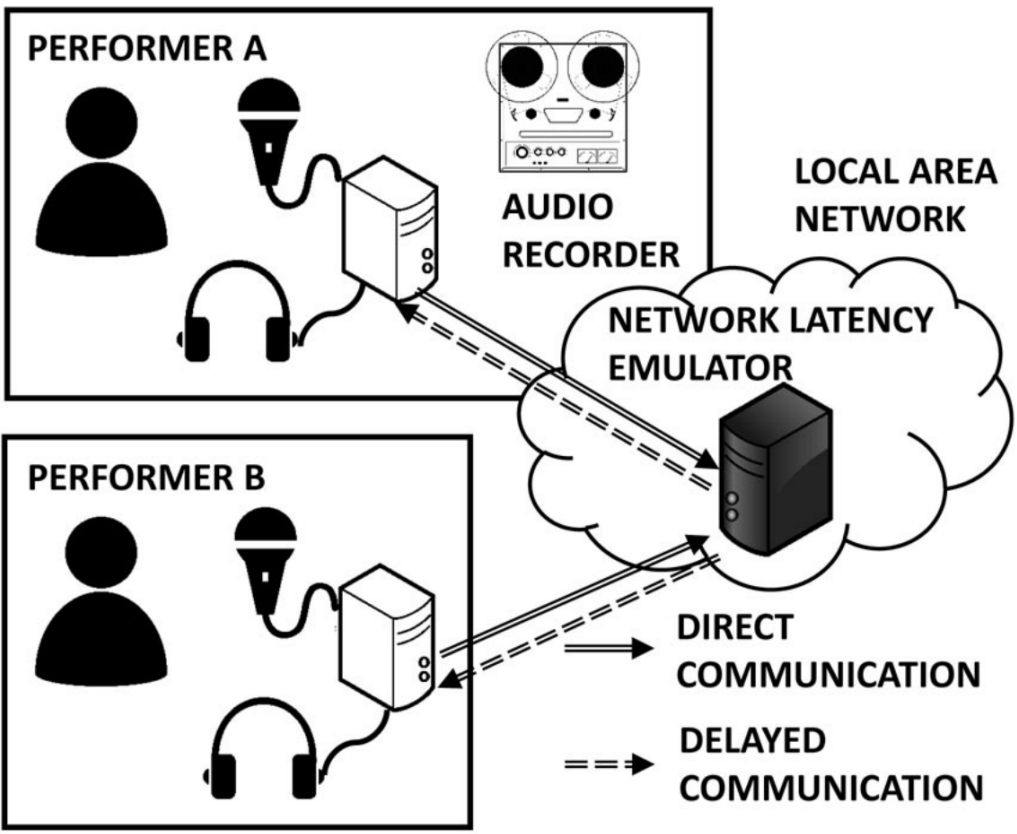 PERFORMER A
AUDIO
RECORDER
LOCAL AREA
NETWORK
NETWORK LATENCY
EMULATOR
PERFORMER B
DIRECT
COMMUNICATION
DELAYED
COMMUNICATION